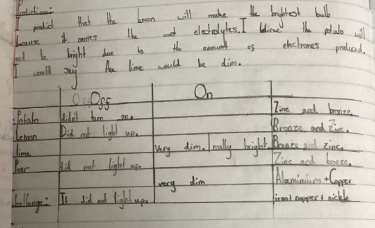 predict that the lemon will make the brightest bulb
it carries the most electrolytes. I believe the potato will
not be bright due to the amount of electrones produced.
I would say the lime would be dim.
Off On
Potato didn't turn on. Zinc and bronze.
Lemon Did not light up. Bronze and Zinc.
Lime Very dim. really bright Bronze and zinc.
Pear did not light up. Zinc and bronze.
very dim Aluminium + Copper
It did not light up. iron + copper + nickle